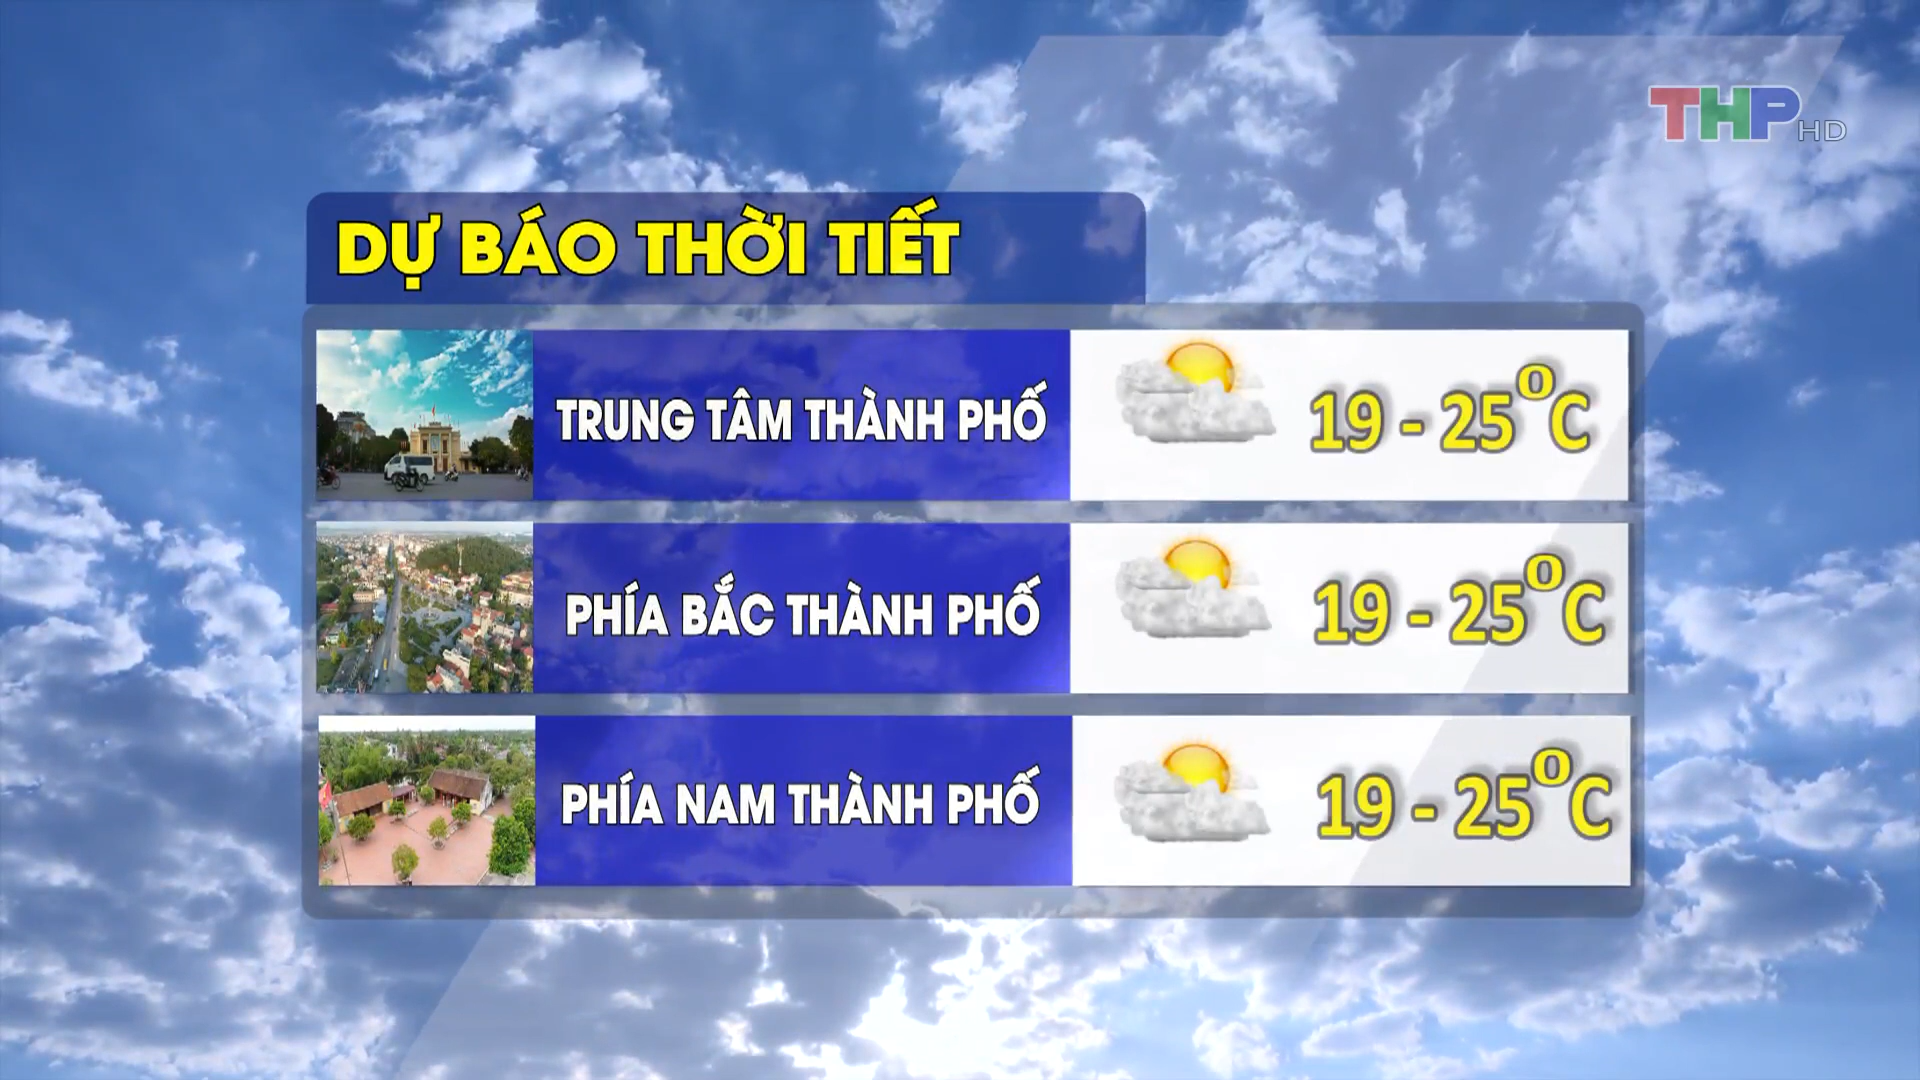 THP HD
DỰ BÁO THỜI TIẾT
TRUNG TÂM THÀNH PHỐ
19 - 25°C
PHÍA BẮC THÀNH PHỐ
19 - 25°C
PHÍA NAM THÀNH PHỐ
19 - 25°C